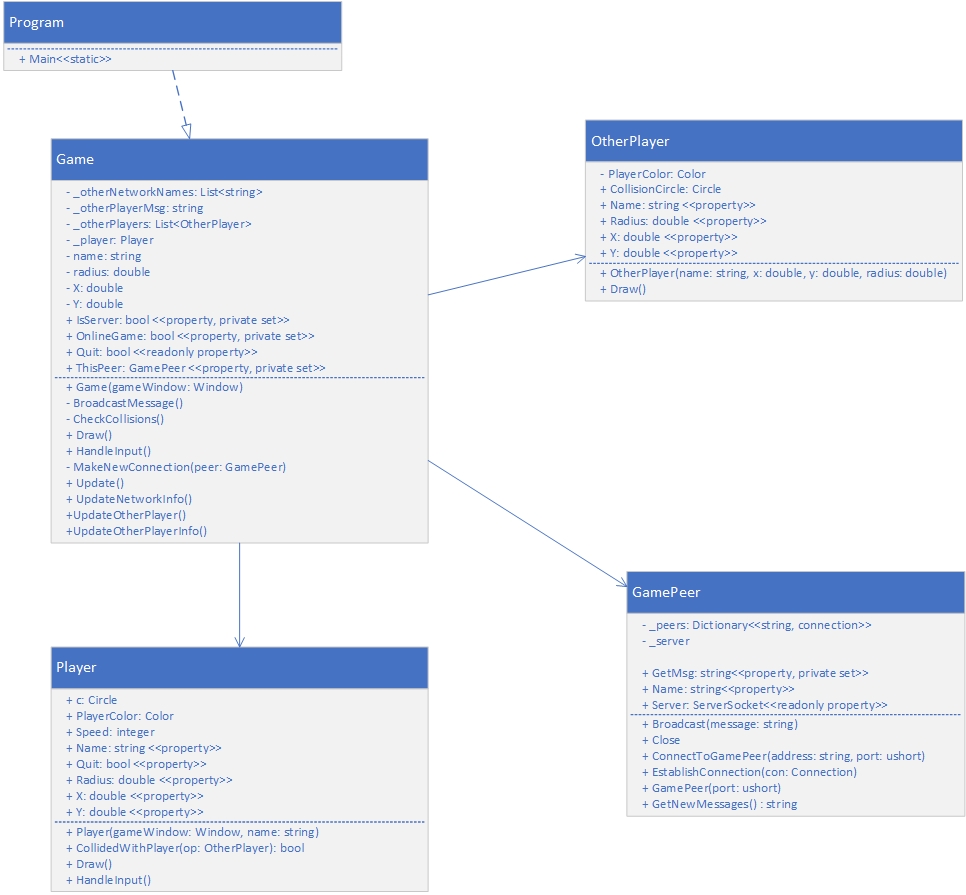 Program
+ Main<<static>>
Game
- _otherNetworkNames: List<string>
- _otherPlayerMsg: string
- _otherPlayers: List<OtherPlayer>
- _player: Player
- name: string
- radius: double
- X: double
- Y: double
+ IsServer: bool <<property, private set>>
+ OnlineGame: bool <<property, private set>>
+ Quit: bool <<readonly property>>
+ ThisPeer: GamePeer <<property, private set>>
+ Game(gameWindow: Window)
- BroadcastMessage()
- CheckCollisions()
+ Draw()
+ HandleInput()
- MakeNewConnection(peer: GamePeer)
+ Update()
+ UpdateNetworkInfo()
+UpdateOtherPlayer()
+UpdateOtherPlayerInfo()
OtherPlayer
- PlayerColor: Color
+ CollisionCircle: Circle
+ Name: string <<property>>
+ Radius: double <<property>>
+ X: double <<property>>
+ Y: double <<property>>
+ OtherPlayer(name: string, x: double, y: double, radius: double)
+ Draw()
GamePeer
- _peers: Dictionary<<string, connection>>
- _server
+ GetMsg: string<<property, private set>>
+ Name: string<<property>>
+ Server: ServerSocket<<readonly property>>
+ Broadcast(message: string)
+ Close
+ ConnectToGamePeer(address: string, port: ushort)
+ EstablishConnection(con: Connection)
+ GamePeer(port: ushort)
+ GetNewMessages() : string
Player
+ c: Circle
+ PlayerColor: Color
+ Speed: integer
+ Name: string <<property>>
+ Quit: bool <<property>>
+ Radius: double <<property>>
+ X: double <<property>>
+ Y: double <<property>>
+ Player(gameWindow: Window, name: string)
+ CollidedWithPlayer(op: OtherPlayer): bool
+ Draw()
+ HandleInput()